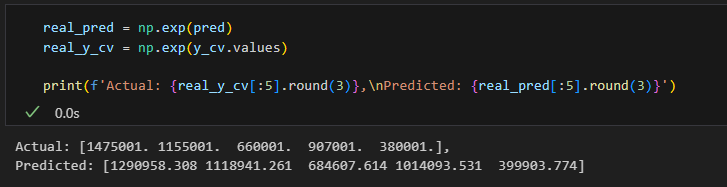 real_pred = np.exp(pred)
real_y_cv = np.exp(y_cv.values)
print(f'Actual: {real_y_cv[:5].round(3)},\nPredicted: {real_pred[:5].round(3)}')
0.0s
Actual: [1475001. 1155001.  660001.  907001.  380001.],
Predicted: [1290958.308 1118941.261  684607.614 1014093.531  399903.774]